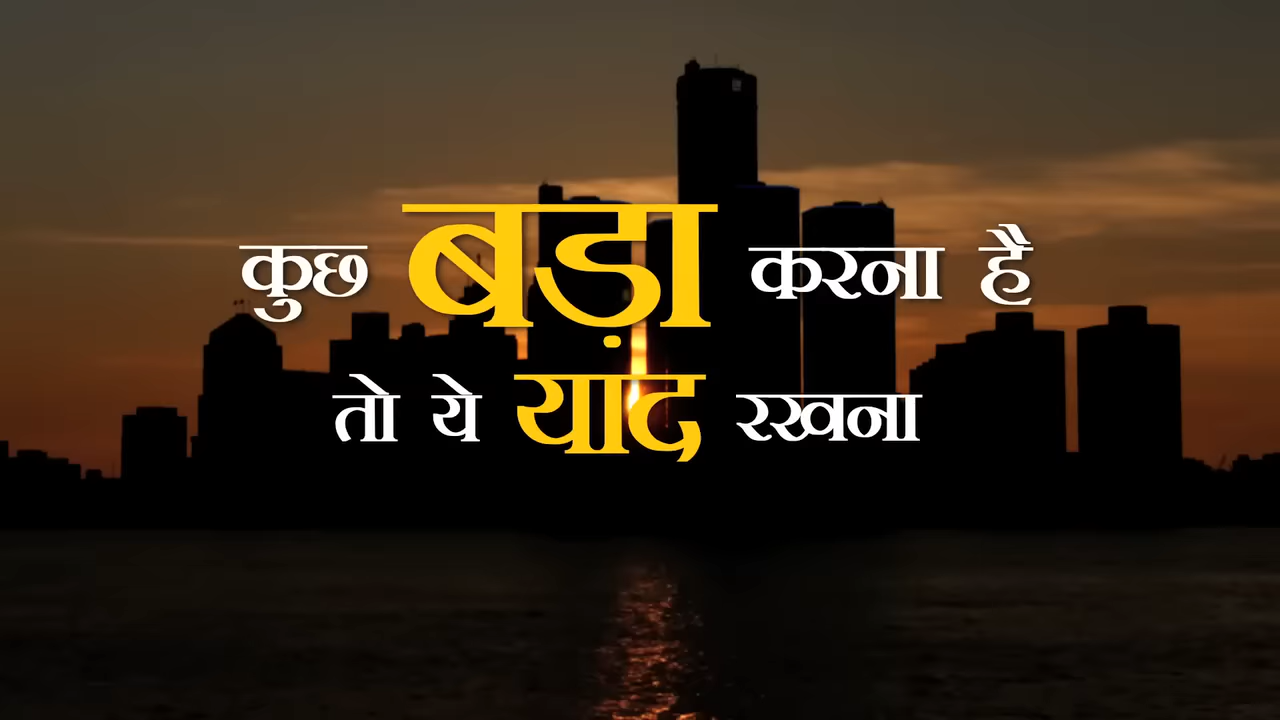 कुछ बड़ा करना है
तो ये याद रखना